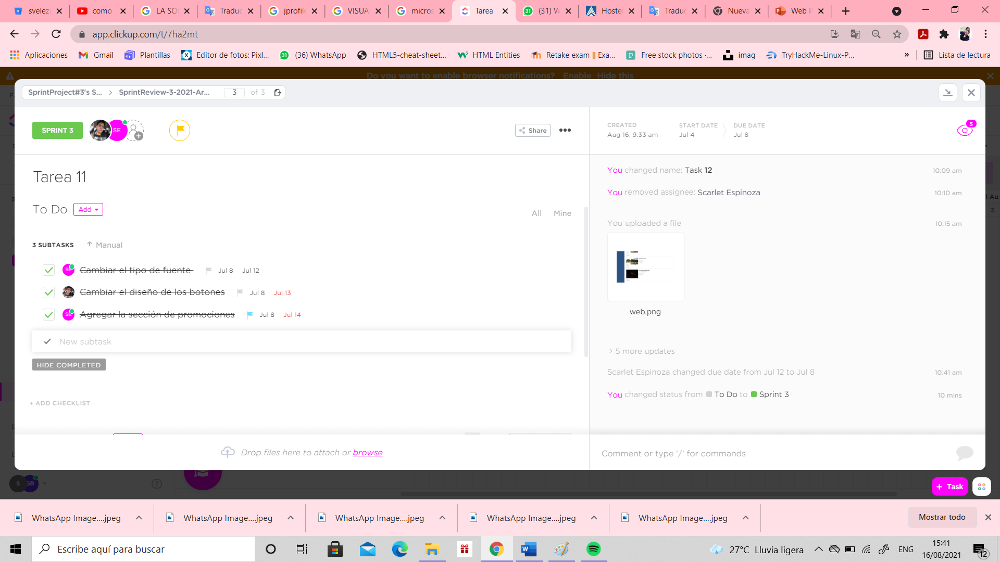 svelez
como
LA SO
Traduc
jprofile
VISUA
micros
Tarea
(31) W
Hoste
Traduc
Nueva
Web P
app.clickup.com/t/7ha2mt
Aplicaciones
Gmail
Plantillas
Editor de fotos: Pixl...
(36) WhatsApp
HTML5-cheat-sheet...
HTML Entities
Retake exam || Exa...
Free stock photos ·...
imag
TryHackMe-Linux-P...
»
Lista de lectura
Do you want to enable browser notifications? Enable Hide this
SprintProject#3's S... > SprintReview-3-2021-Ar... 3 of 3
SPRINT 3
SE
Share
CREATED
Aug 16, 9:33 am
START DATE
Jul 4
DUE DATE
Jul 8
5
Tarea 11
To Do Add
All Mine
3 SUBTASKS Manual
SE Cambiar el tipo de fuente Jul 8 Jul 12
Cambiar el diseño de los botones Jul 8 Jul 13
SE Agregar la sección de promociones Jul 8 Jul 14
New subtask
HIDE COMPLETED
+ ADD CHECKLIST
Drop files here to attach or browse
You changed name: Task 12 10:09 am
You removed assignee: Scarlet Espinoza 10:10 am
You uploaded a file 10:15 am
web.png
> 5 more updates
Scarlet Espinoza changed due date from Jul 12 to Jul 8 10:41 am
You changed status from To Do to Sprint 3 10 mins
Comment or type '/' for commands
1 Au
3
S GR
+ Task
WhatsApp Image....jpeg
WhatsApp Image....jpeg
WhatsApp Image....jpeg
WhatsApp Image....jpeg
WhatsApp Image....jpeg
Mostrar todo
Escribe aquí para buscar
27°C Lluvia ligera
ENG
15:41
16/08/2021
12